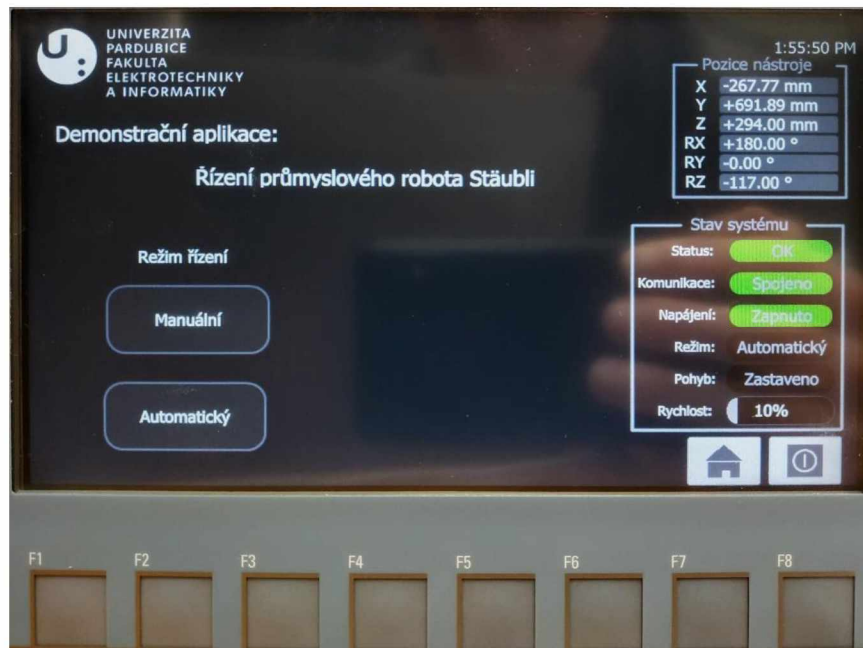 UNIVERZITA
PARDUBICE
FAKULTA
ELEKTROTECHNIKY
A INFORMATIKY
1:55:50 PM
Demonstrační aplikace:
Řízení průmyslového robota Stäubli
Pozice nástroje
X -267.77 mm
Y +691.89 mm
Z +294.00 mm
RX +180.00 °
RY -0.00 °
RZ -117.00 °
Režim řízení
Manuální
Automatický
Stav systému
Status: OK
Komunikace: Spojeno
Napájení: Zapnuto
Režim: Automatický
Pohyb: Zastaveno
Rychlost: 10%
F1 F2 F3 F4 F5 F6 F7 F8